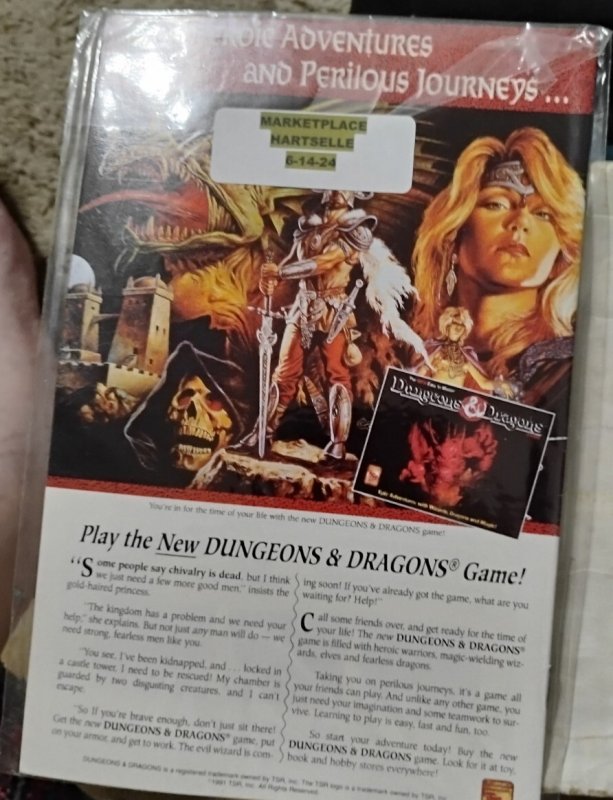 roic Adventures
and Perilous Journeys...
MARKETPLACE
HARTSELLE
6-14-24
Dungeons & Dragons
Epic Adventures with Wizards, Dragons and Magic!
You're in for the time of your life with the new DUNGEONS & DRAGONS game!
Play the New DUNGEONS & DRAGONS® Game!
"Some people say chivalry is dead, but I think
we just need a few more good men," insists the
gold-haired princess.
"The kingdom has a problem and we need your
help," she explains. But not just any man will do — we
need strong, fearless men like you.
"You see, I've been kidnapped, and . . . locked in
a castle tower. I need to be rescued! My chamber is
guarded by two disgusting creatures, and I can't
escape.
"So If you're brave enough, don't just sit there!
Get the new DUNGEONS & DRAGONS® game, put
on your armor, and get to work. The evil wizard is com-
ing soon! If you've already got the game, what are you
waiting for? Help!"
Call some friends over, and get ready for the time of
your life! The new DUNGEONS & DRAGONS®
game is filled with heroic warriors, magic-wielding wiz-
ards, elves and fearless dragons.
Taking you on perilous journeys, it's a game all
your friends can play. And unlike any other game, you
just need your imagination and some teamwork to sur-
vive. Learning to play is easy, fast and fun, too.
So start your adventure today! Buy the new
DUNGEONS & DRAGONS game. Look for it at toy,
book and hobby stores everywhere!
DUNGEONS & DRAGONS is a registered trademark owned by TSR, Inc. The TSR logo is a trademark owned by TSR, Inc.
©1991 TSR, Inc. All Rights Reserved.